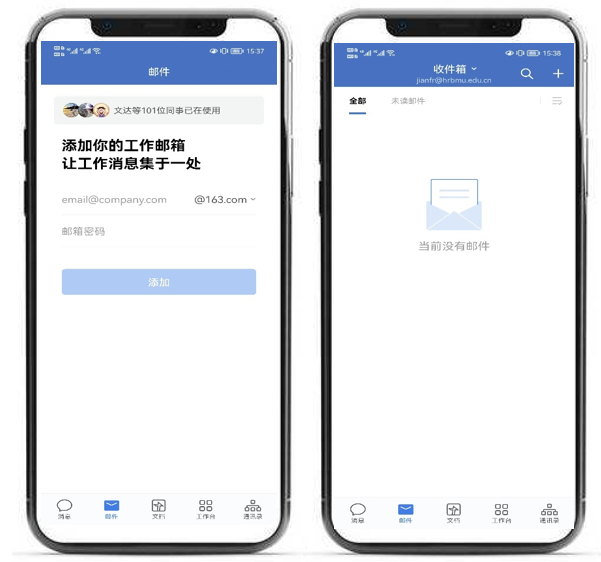 15:37
邮件
文达等101位同事已在使用
添加你的工作邮箱
让工作消息集于一处
email@company.com @163.com
邮箱密码
添加
消息 邮件 文档 工作台 通讯录
15:38
收件箱
jianfr@hrbmu.edu.cn
全部 未读邮件
当前没有邮件
消息 邮件 文档 工作台 通讯录